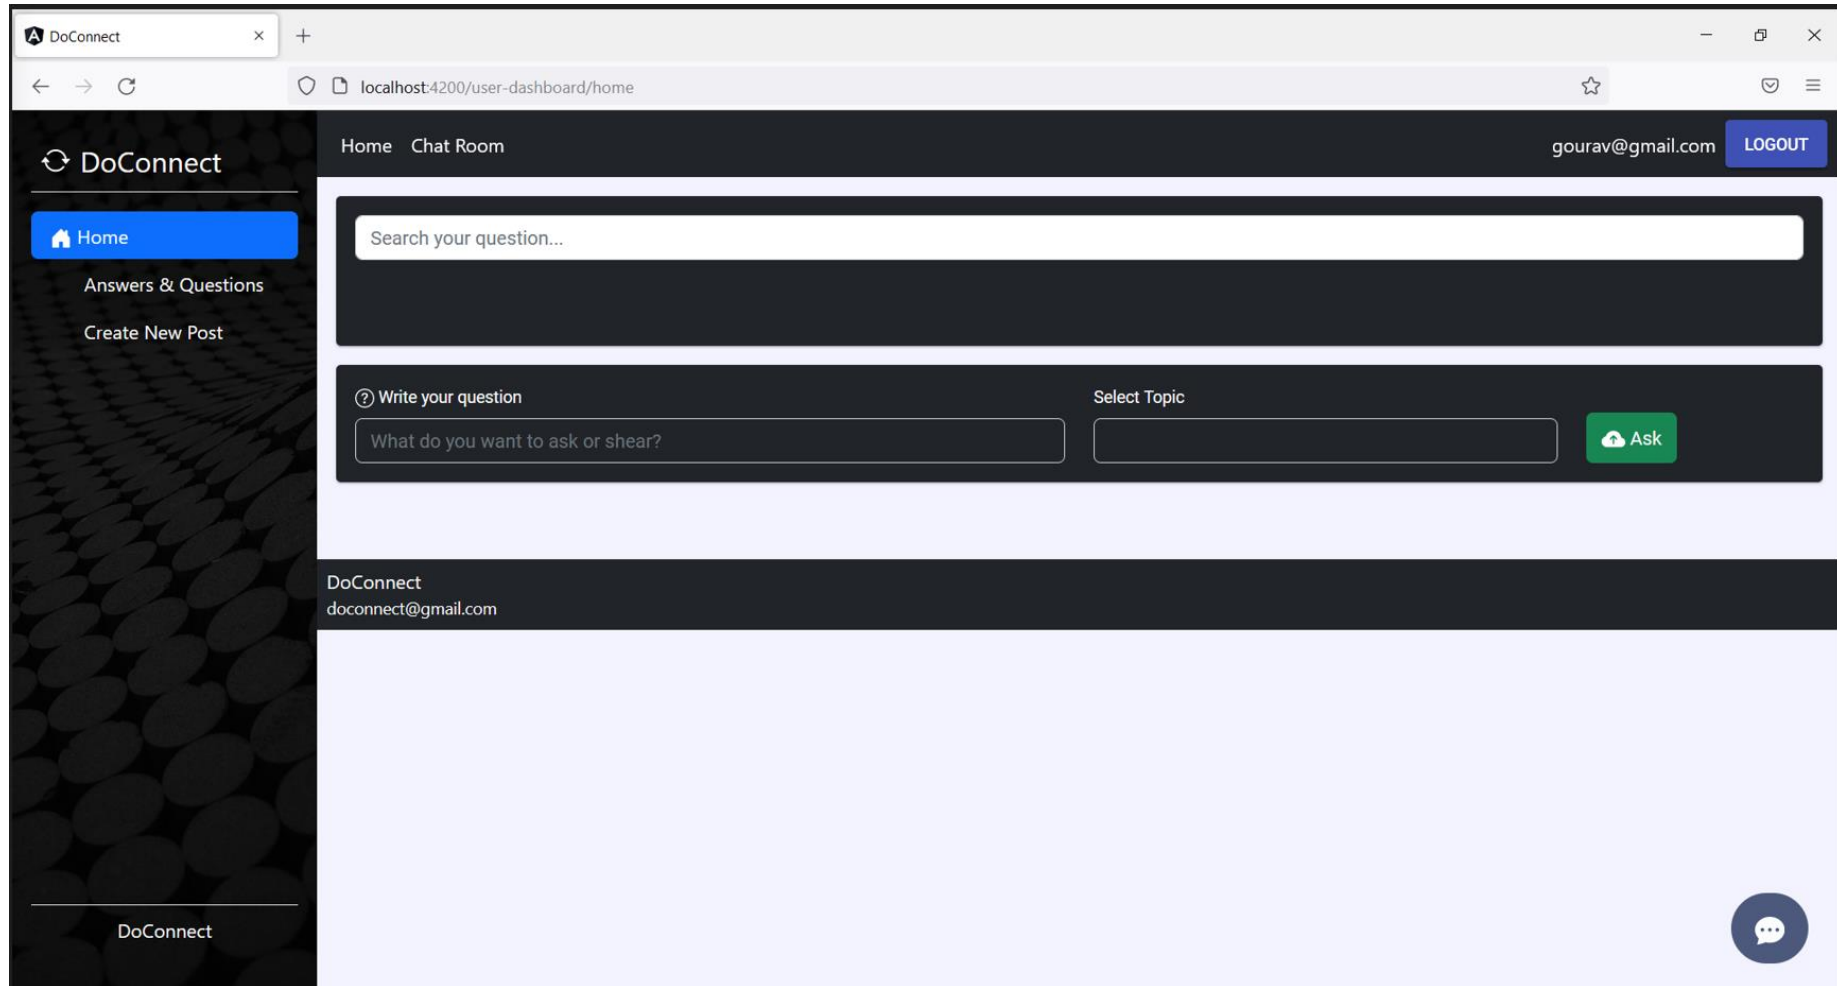 DoConnect
localhost:4200/user-dashboard/home
DoConnect
Home
Answers & Questions
Create New Post
DoConnect
Home Chat Room gourav@gmail.com LOGOUT
Search your question...
Write your question Select Topic
What do you want to ask or shear? Ask
DoConnect
doconnect@gmail.com